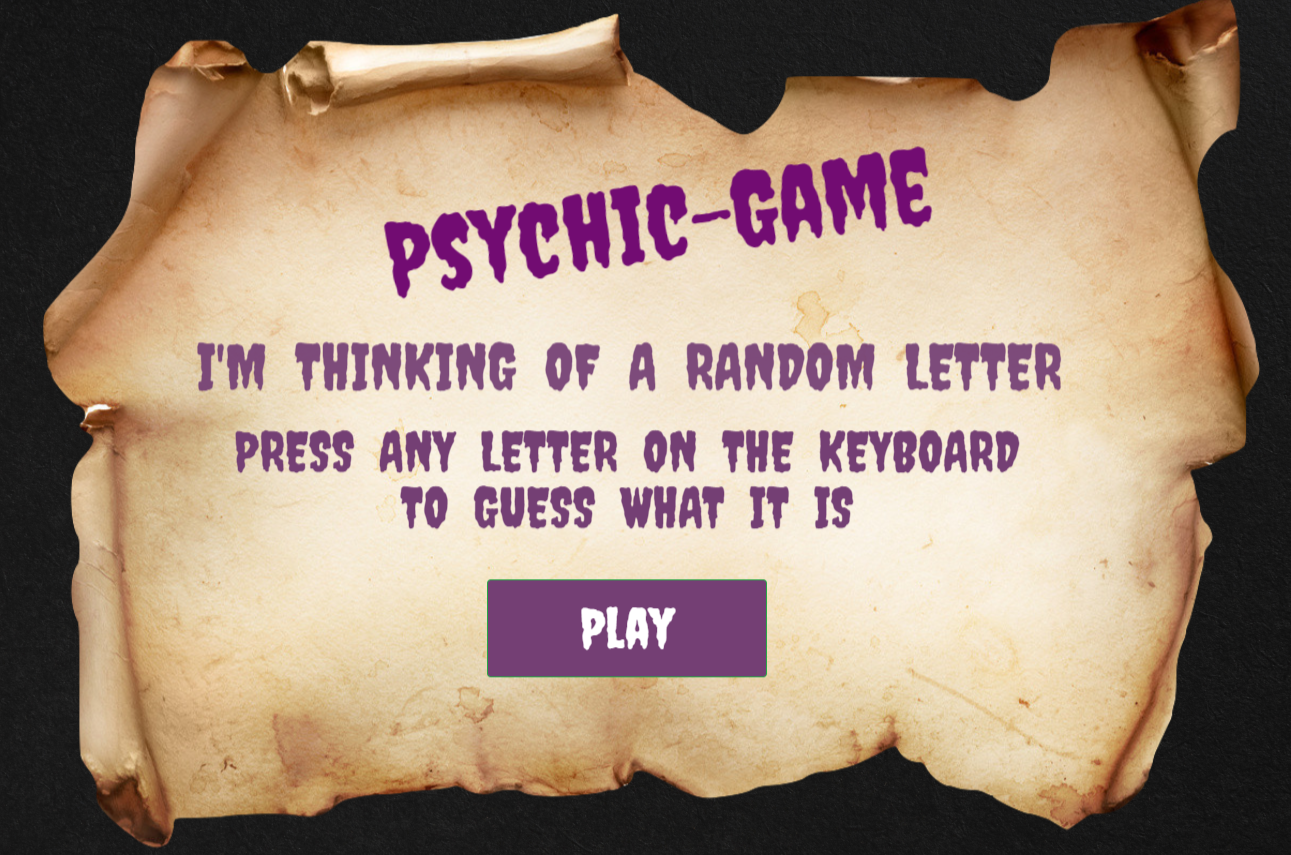 PSYCHIC-GAME
I'M THINKING OF A RANDOM LETTER
PRESS ANY LETTER ON THE KEYBOARD
TO GUESS WHAT IT IS
PLAY